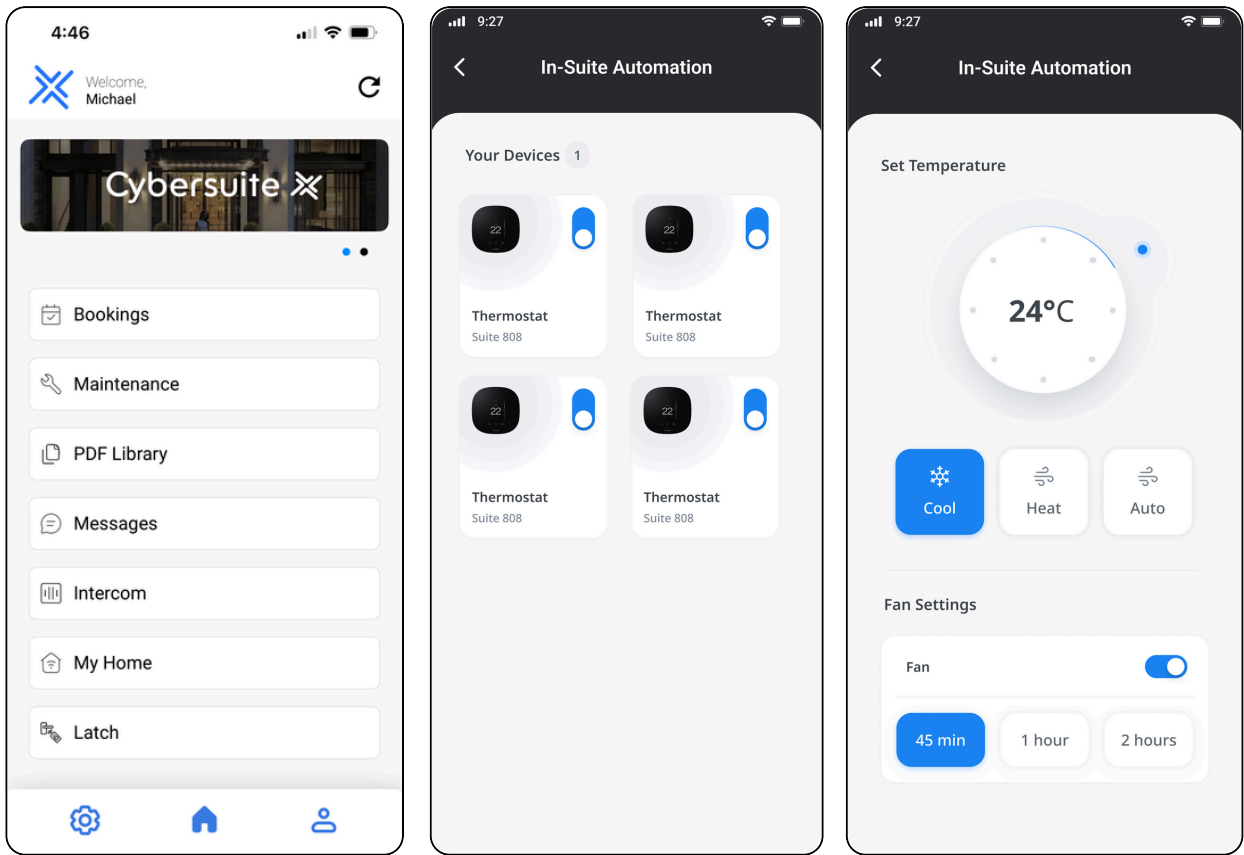 4:46
Welcome,
Michael
Cybersuite
Bookings
Maintenance
PDF Library
Messages
Intercom
My Home
Latch
9:27
In-Suite Automation
Your Devices 1
22
22
Thermostat
Suite 808
Thermostat
Suite 808
22
22
Thermostat
Suite 808
Thermostat
Suite 808
9:27
In-Suite Automation
Set Temperature
24°C
Cool
Heat
Auto
Fan Settings
Fan
45 min
1 hour
2 hours